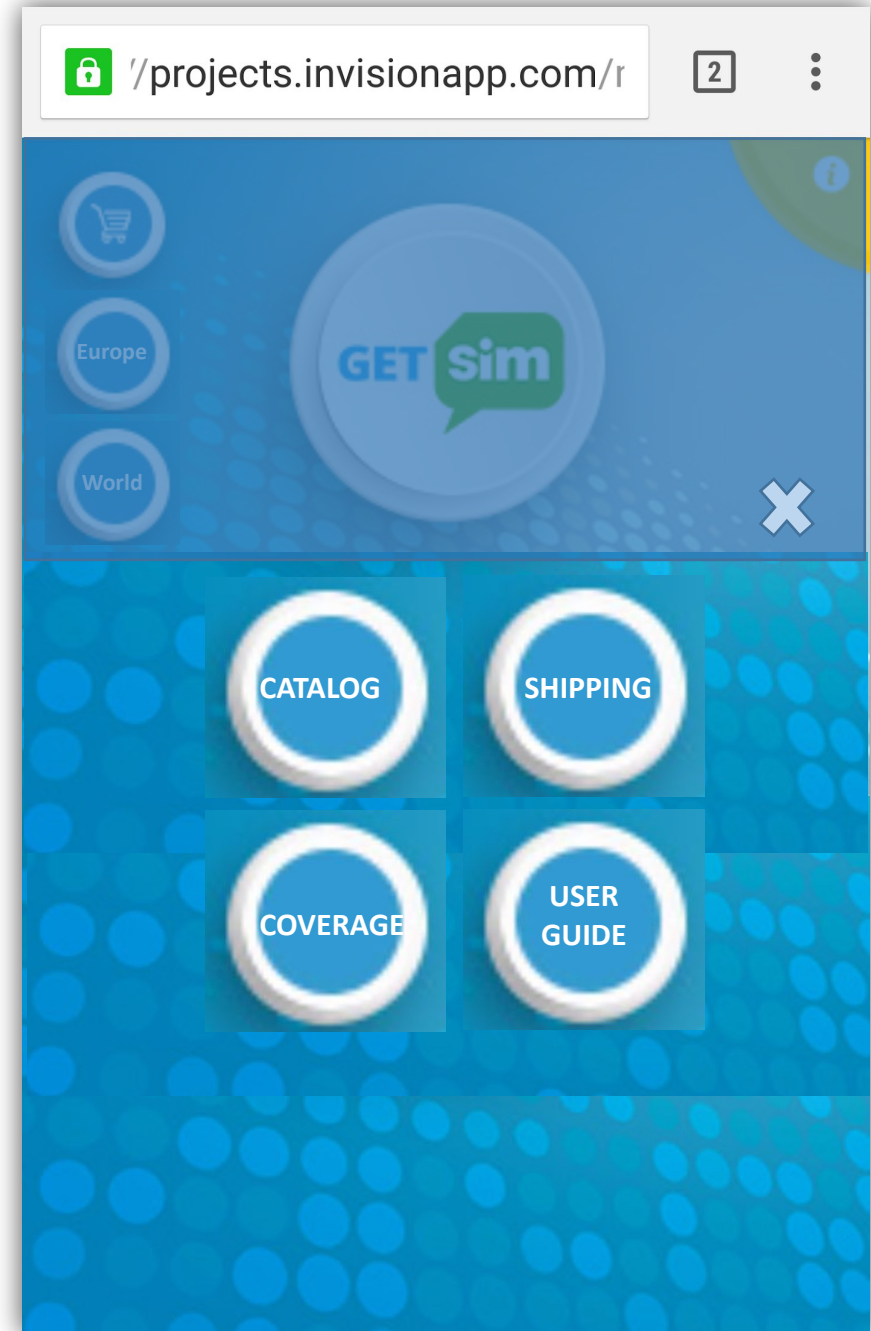 //projects.invisionapp.com/r
2
i
Europe
GET sim
World
CATALOG
SHIPPING
COVERAGE
USER
GUIDE